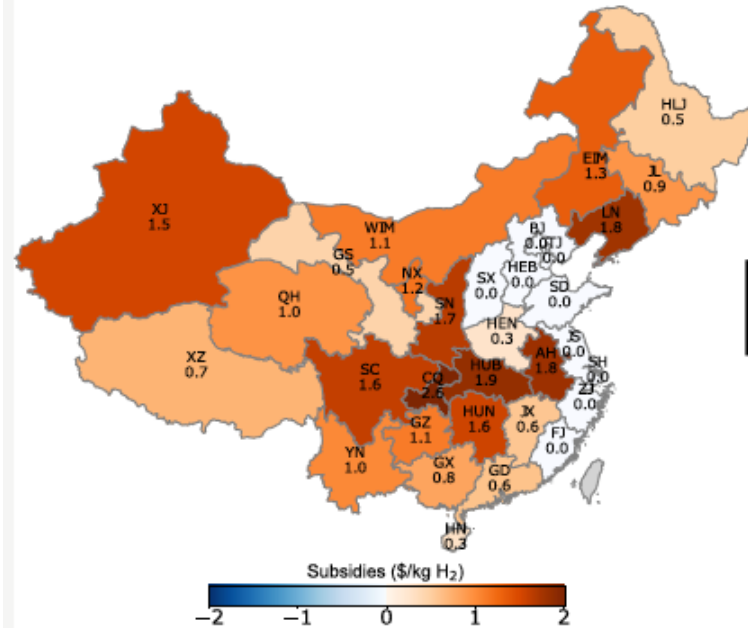 HLJ
0.5
EIM
1.3
JL
0.9
XJ
1.5
LN
1.8
WIM
1.1
BJ
0.0
TJ
0.0
GS
0.5
HEB
0.0
NX
1.2
SX
0.0
SD
0.0
QH
1.0
SN
1.7
HEN
0.3
JS
0.0
XZ
0.7
SC
1.6
CQ
2.6
HUB
1.9
AH
1.8
SH
0.0
ZJ
0.0
HUN
1.6
JX
0.6
GZ
1.1
FJ
0.0
YN
1.0
GX
0.8
GD
0.6
HN
0.3
Subsidies ($/kg H₂)
−2 −1 0 1 2